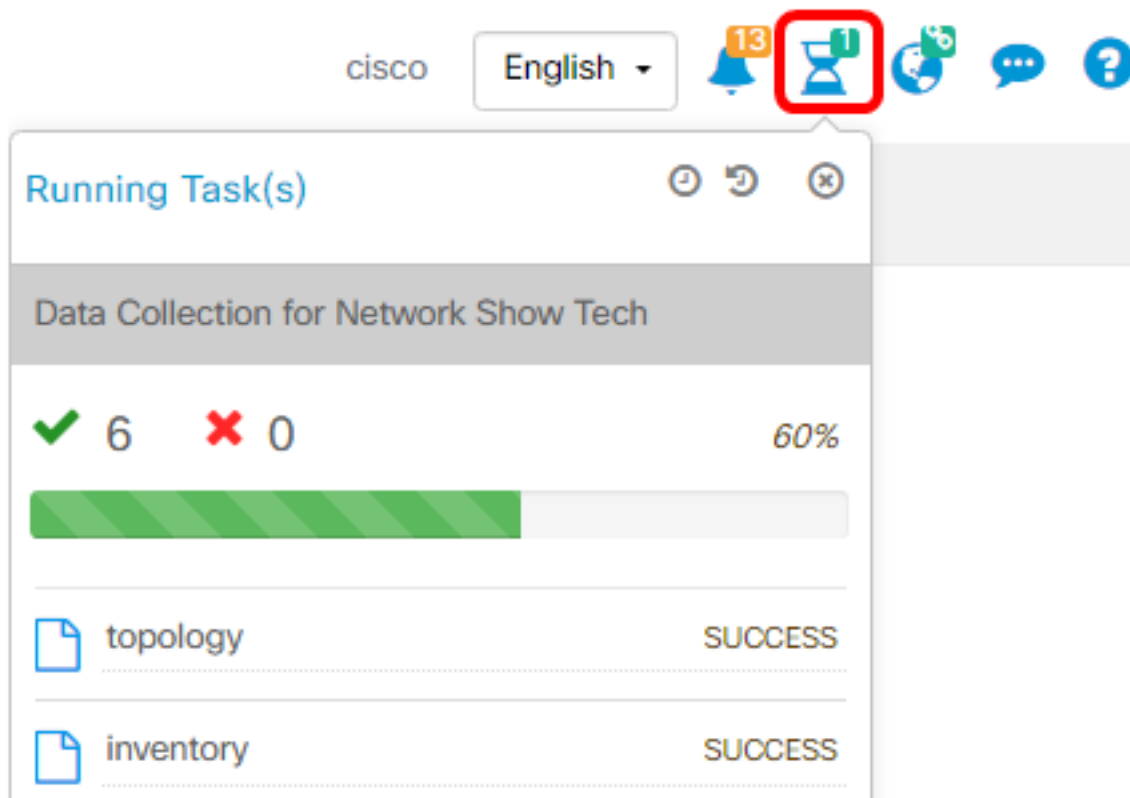 cisco English 13 1
Running Task(s)
Data Collection for Network Show Tech
6 0 60%
topology SUCCESS
inventory SUCCESS